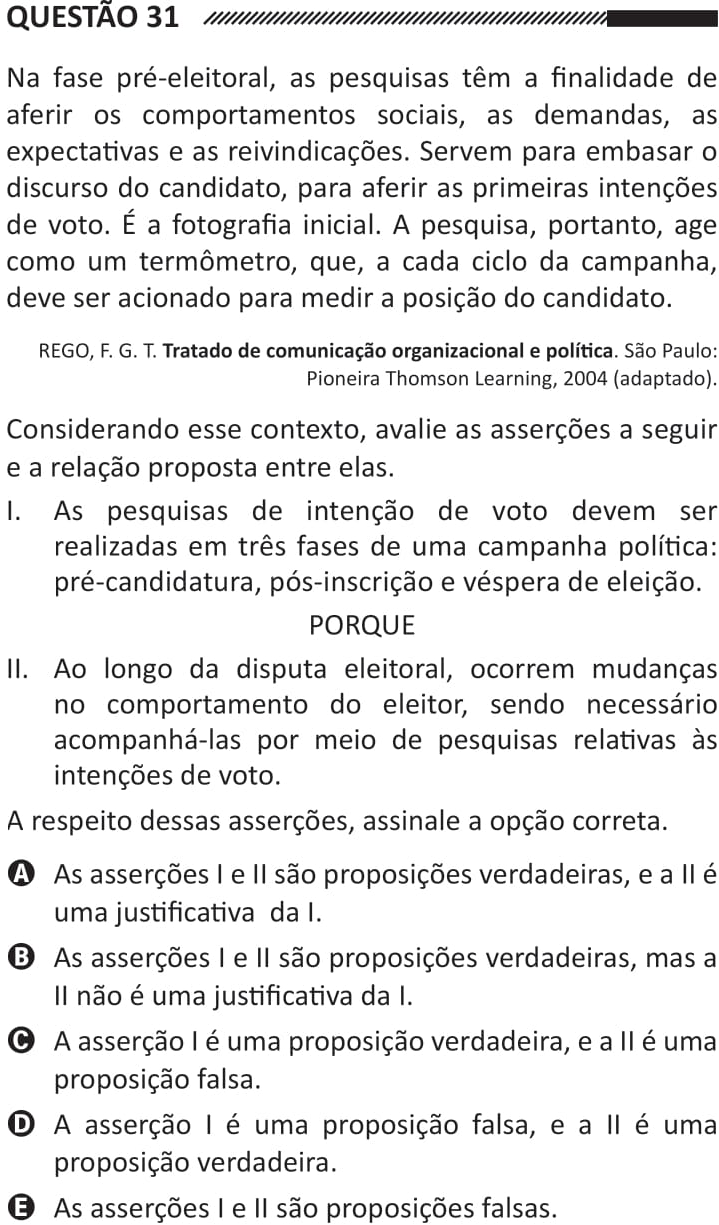 QUESTÃO 31
Na fase pré-eleitoral, as pesquisas têm a finalidade de
aferir os comportamentos sociais, as demandas, as
expectativas e as reivindicações. Servem para embasar o
discurso do candidato, para aferir as primeiras intenções
de voto. É a fotografia inicial. A pesquisa, portanto, age
como um termômetro, que, a cada ciclo da campanha,
deve ser acionado para medir a posição do candidato.
REGO, F. G. T. Tratado de comunicação organizacional e política. São Paulo:
Pioneira Thomson Learning, 2004 (adaptado).
Considerando esse contexto, avalie as asserções a seguir
e a relação proposta entre elas.
I. As pesquisas de intenção de voto devem ser
realizadas em três fases de uma campanha política:
pré-candidatura, pós-inscrição e véspera de eleição.
PORQUE
II. Ao longo da disputa eleitoral, ocorrem mudanças
no comportamento do eleitor, sendo necessário
acompanhá-las por meio de pesquisas relativas às
intenções de voto.
A respeito dessas asserções, assinale a opção correta.
A As asserções I e II são proposições verdadeiras, e a II é
uma justificativa da I.
B As asserções I e II são proposições verdadeiras, mas a
II não é uma justificativa da I.
C A asserção I é uma proposição verdadeira, e a II é uma
proposição falsa.
D A asserção I é uma proposição falsa, e a II é uma
proposição verdadeira.
E As asserções I e II são proposições falsas.